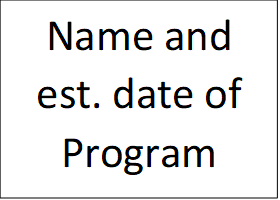 Name and
est. date of
Program